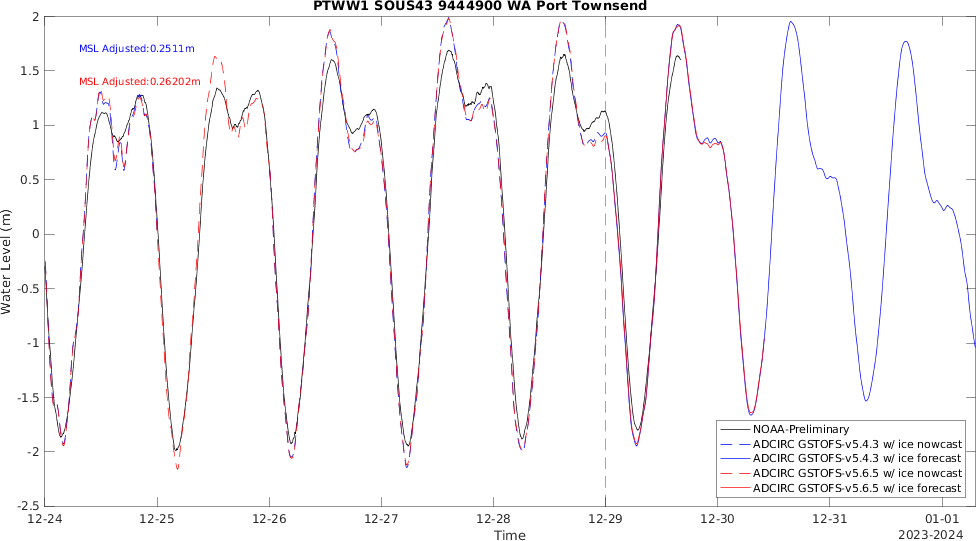 PTWW1 SOUS43 9444900 WA Port Townsend
MSL Adjusted:0.2511m
MSL Adjusted:0.26202m
Water Level (m)
2
1.5
1
0.5
0
-0.5
-1
-1.5
-2
-2.5
NOAA-Preliminary
ADCIRC GSTOFS-v5.4.3 w/ ice nowcast
ADCIRC GSTOFS-v5.4.3 w/ ice forecast
ADCIRC GSTOFS-v5.6.5 w/ ice nowcast
ADCIRC GSTOFS-v5.6.5 w/ ice forecast
12-24 12-25 12-26 12-27 12-28 12-29 12-30 12-31 01-01
Time
2023-2024